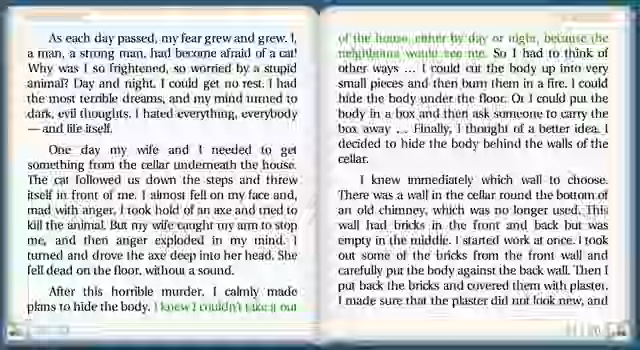 As each day passed, my fear grew and grew. I,
a man, a strong man, had become afraid of a cat!
Why was I so frightened, so worried by a stupid
animal? Day and night, I could get no rest. I had
the most terrible dreams, and my mind turned to
dark, evil thoughts. I hated everything, everybody
— and life itself.
One day my wife and I needed to get
something from the cellar underneath the house.
The cat followed us down the steps and threw
itself in front of me. I almost fell on my face and,
mad with anger, I took hold of an axe and tried to
kill the animal. But my wife caught my arm to stop
me, and then anger exploded in my mind. I
turned and drove the axe deep into her head. She
fell dead on the floor, without a sound.
After this horrible murder, I calmly made
plans to hide the body. I knew I couldn't take it out
of the house, either by day or night, because the
neighbours would see me. So I had to think of
other ways ... I could cut the body up into very
small pieces and then burn them in a fire. I could
hide the body under the floor. Or I could put the
body in a box and then ask someone to carry the
box away ... Finally, I thought of a better idea. I
decided to hide the body behind the walls of the
cellar.
I knew immediately which wall to choose.
There was a wall in the cellar round the bottom of
an old chimney, which was no longer used. This
wall had bricks in the front and back but was
empty in the middle. I started work at once. I took
out some of the bricks from the front wall and
carefully put the body against the back wall. Then I
put back the bricks and covered them with plaster.
I made sure that the plaster did not look new, and